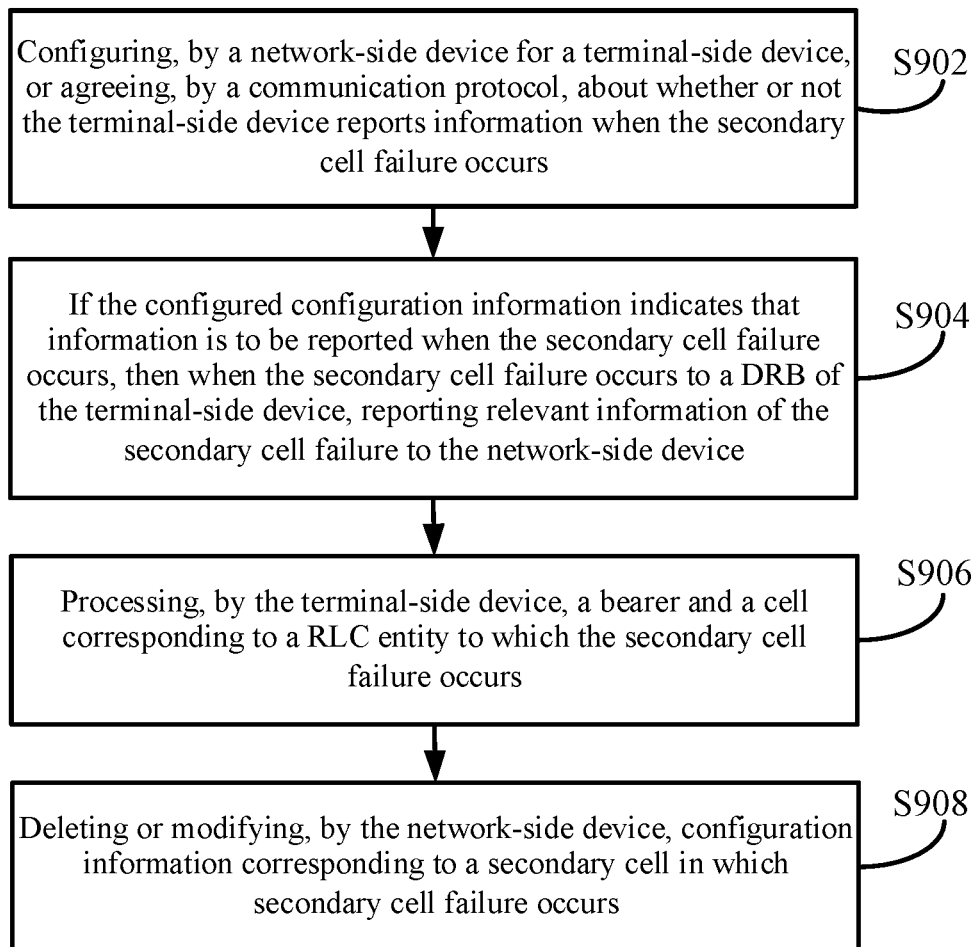 Configuring, by a network-side device for a terminal-side device,
or agreeing, by a communication protocol, about whether or not
the terminal-side device reports information when the secondary
cell failure occurs
S902
If the configured configuration information indicates that
information is to be reported when the secondary cell failure
occurs, then when the secondary cell failure occurs to a DRB of
the terminal-side device, reporting relevant information of the
secondary cell failure to the network-side device
S904
Processing, by the terminal-side device, a bearer and a cell
corresponding to a RLC entity to which the secondary cell
failure occurs
S906
Deleting or modifying, by the network-side device, configuration
information corresponding to a secondary cell in which
secondary cell failure occurs
S908